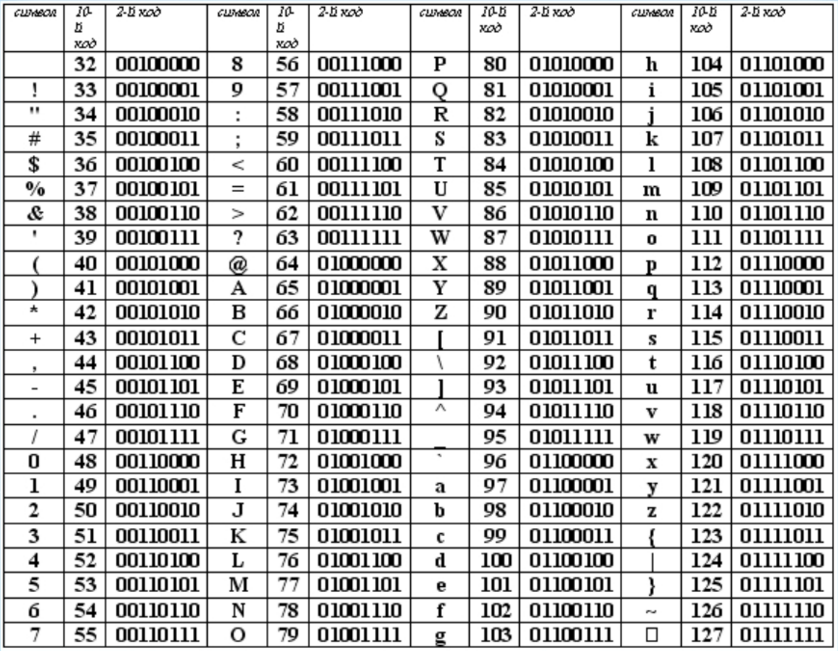 символ 10-й код 2-й код символ 10-й код 2-й код символ 10-й код 2-й код символ 10-й код 2-й код
32 00100000 8 56 00111000 P 80 01010000 h 104 01101000
! 33 00100001 9 57 00111001 Q 81 01010001 i 105 01101001
" 34 00100010 : 58 00111010 R 82 01010010 j 106 01101010
# 35 00100011 ; 59 00111011 S 83 01010011 k 107 01101011
$ 36 00100100 < 60 00111100 T 84 01010100 l 108 01101100
% 37 00100101 = 61 00111101 U 85 01010101 m 109 01101101
& 38 00100110 > 62 00111110 V 86 01010110 n 110 01101110
' 39 00100111 ? 63 00111111 W 87 01010111 o 111 01101111
( 40 00101000 @ 64 01000000 X 88 01011000 p 112 01110000
) 41 00101001 A 65 01000001 Y 89 01011001 q 113 01110001
* 42 00101010 B 66 01000010 Z 90 01011010 r 114 01110010
+ 43 00101011 C 67 01000011 [ 91 01011011 s 115 01110011
, 44 00101100 D 68 01000100 \ 92 01011100 t 116 01110100
- 45 00101101 E 69 01000101 ] 93 01011101 u 117 01110101
. 46 00101110 F 70 01000110 ^ 94 01011110 v 118 01110110
/ 47 00101111 G 71 01000111 _ 95 01011111 w 119 01110111
0 48 00110000 H 72 01001000 ` 96 01100000 x 120 01111000
1 49 00110001 I 73 01001001 a 97 01100001 y 121 01111001
2 50 00110010 J 74 01001010 b 98 01100010 z 122 01111010
3 51 00110011 K 75 01001011 c 99 01100011 { 123 01111011
4 52 00110100 L 76 01001100 d 100 01100100 | 124 01111100
5 53 00110101 M 77 01001101 e 101 01100101 } 125 01111101
6 54 00110110 N 78 01001110 f 102 01100110 ~ 126 01111110
7 55 00110111 O 79 01001111 g 103 01100111 □ 127 01111111